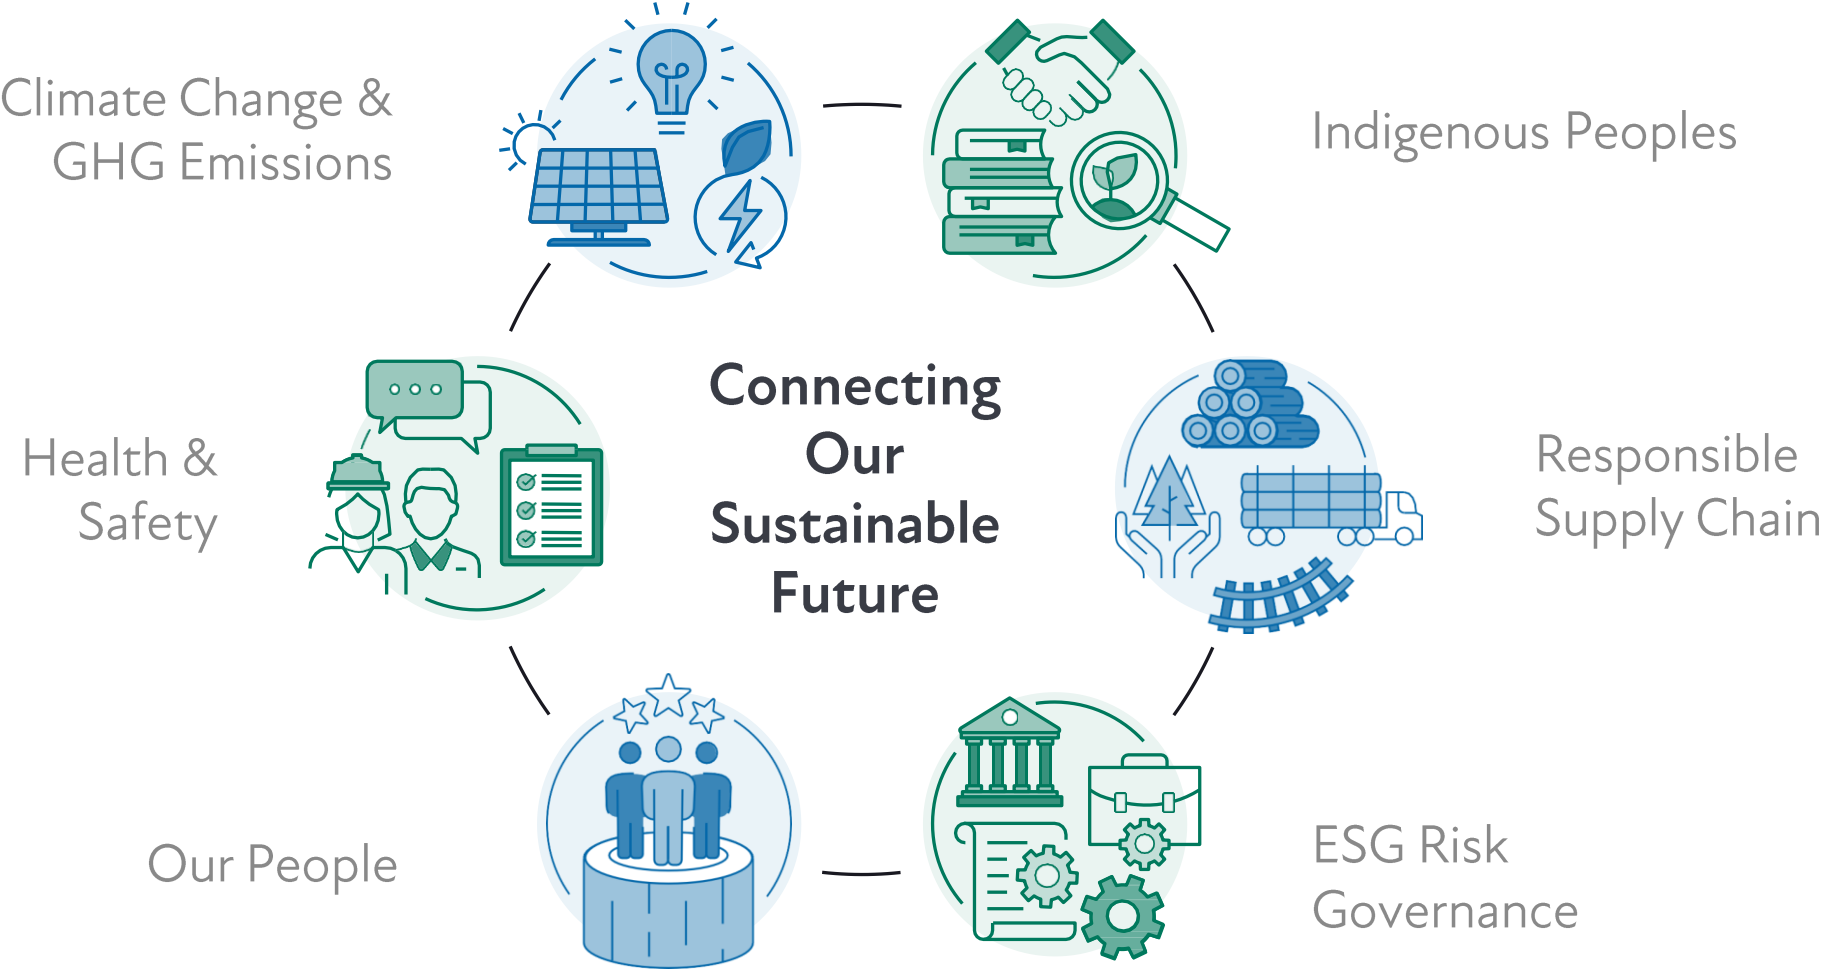 Climate Change &
GHG Emissions
Indigenous Peoples
Connecting
Our
Sustainable
Future
Health &
Safety
Responsible
Supply Chain
Our People
ESG Risk
Governance